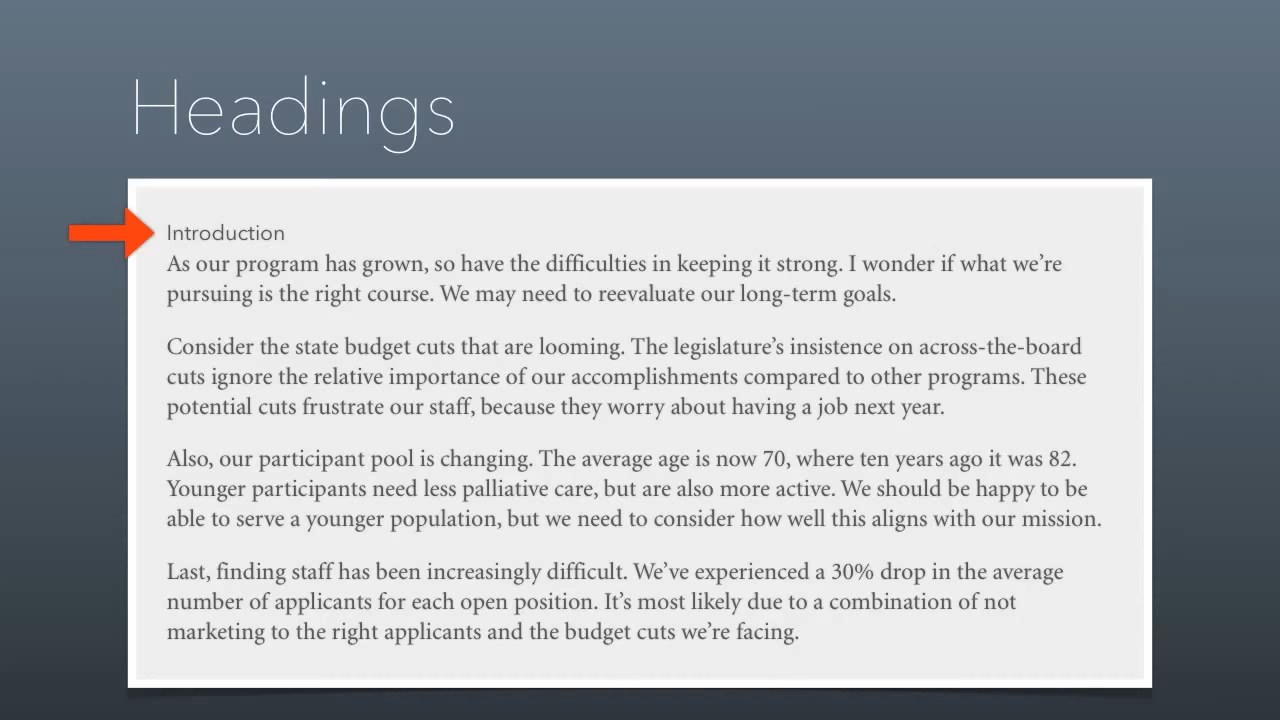 Headings
Introduction
As our program has grown, so have the difficulties in keeping it strong. I wonder if what we’re
pursuing is the right course. We may need to reevaluate our long-term goals.
Consider the state budget cuts that are looming. The legislature’s insistence on across-the-board
cuts ignore the relative importance of our accomplishments compared to other programs. These
potential cuts frustrate our staff, because they worry about having a job next year.
Also, our participant pool is changing. The average age is now 70, where ten years ago it was 82.
Younger participants need less palliative care, but are also more active. We should be happy to be
able to serve a younger population, but we need to consider how well this aligns with our mission.
Last, finding staff has been increasingly difficult. We’ve experienced a 30% drop in the average
number of applicants for each open position. It’s most likely due to a combination of not
marketing to the right applicants and the budget cuts we’re facing.